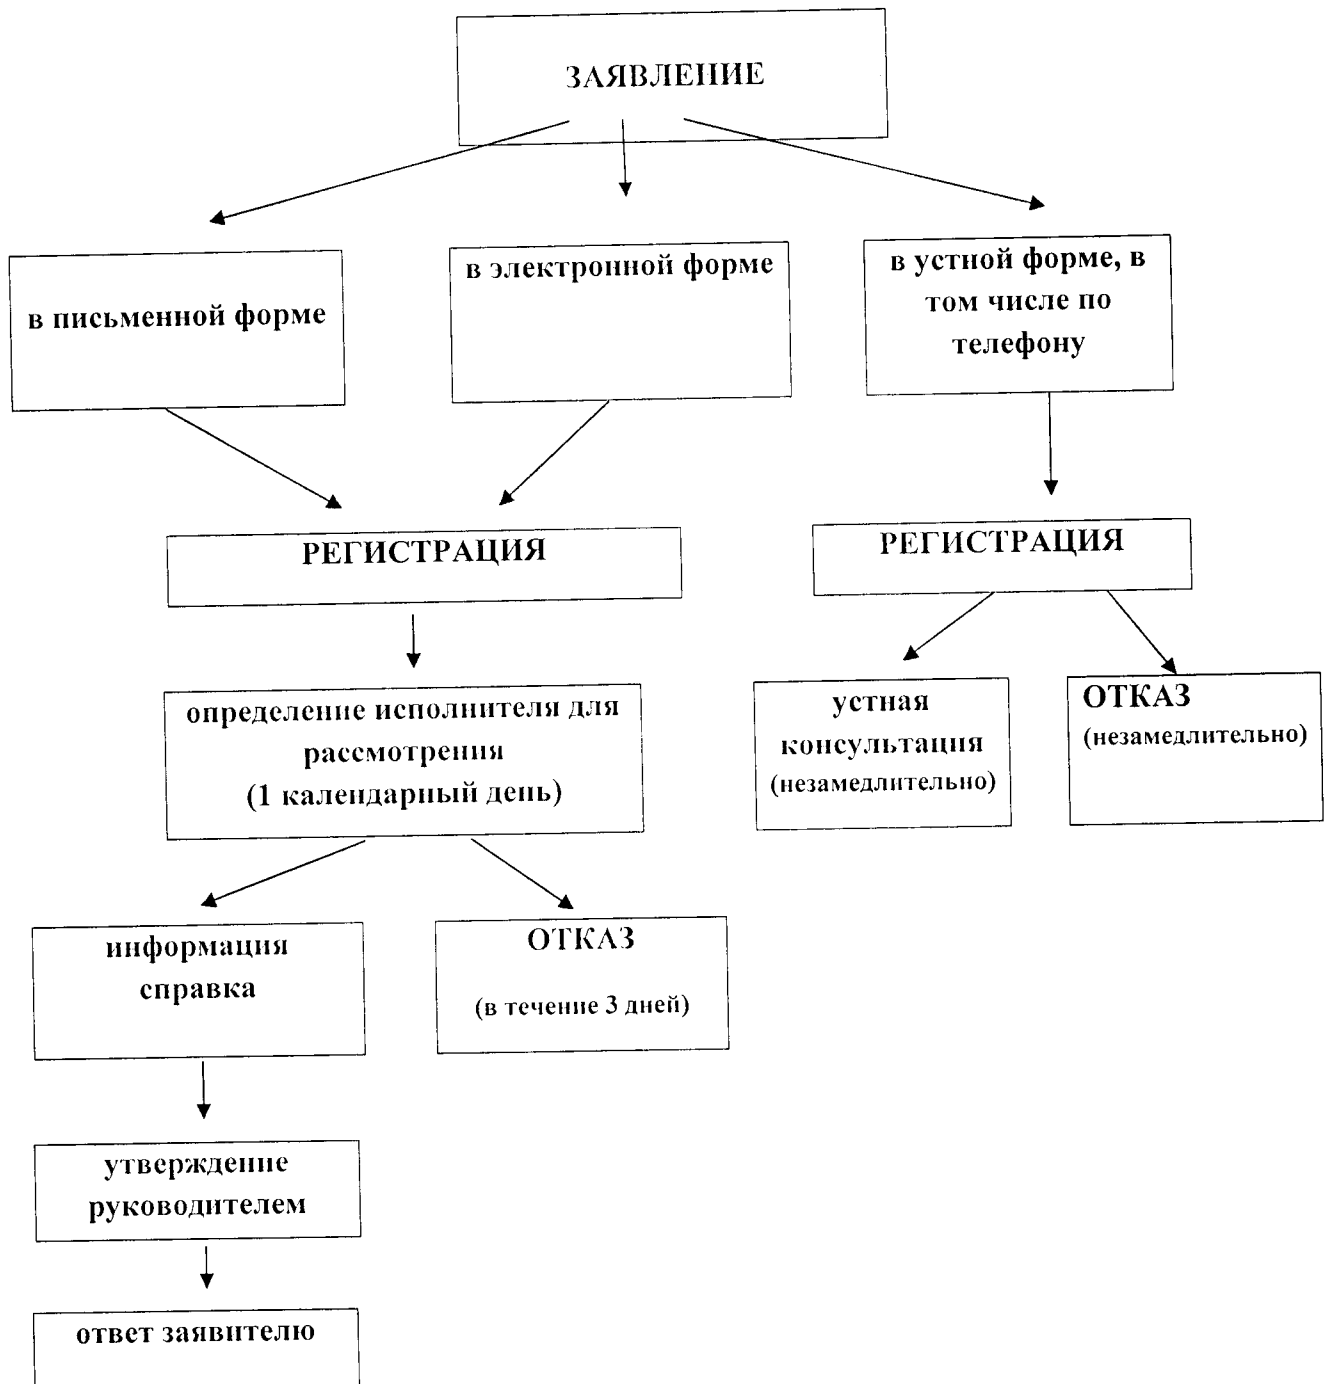 ЗАЯВЛЕНИЕ
в письменной форме
в электронной форме
в устной форме, в
том числе по
телефону
РЕГИСТРАЦИЯ
РЕГИСТРАЦИЯ
определение исполнителя для
рассмотрения
(1 календарный день)
устная
консультация
(незамедлительно)
ОТКАЗ
(незамедлительно)
информация
справка
ОТКАЗ
(в течение 3 дней)
утверждение
руководителем
ответ заявителю